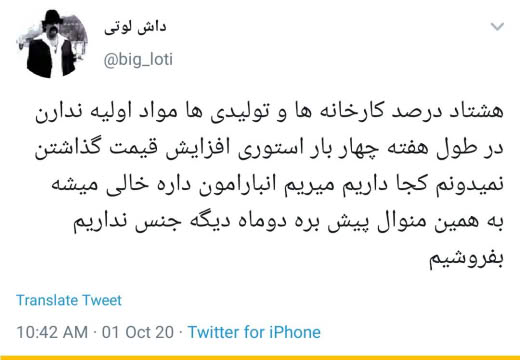 داش لوتی
@big_loti
هشتاد درصد کارخانه ها و تولیدی ها مواد اولیه ندارن
در طول هفته چهار بار استوری افزایش قیمت گذاشتن
نمیدونم کجا داریم میریم انبارامون داره خالی میشه
به همین منوال پیش بره دوماه دیگه جنس نداریم
بفروشیم
Translate Tweet
10:42 AM · 01 Oct 20 · Twitter for iPhone